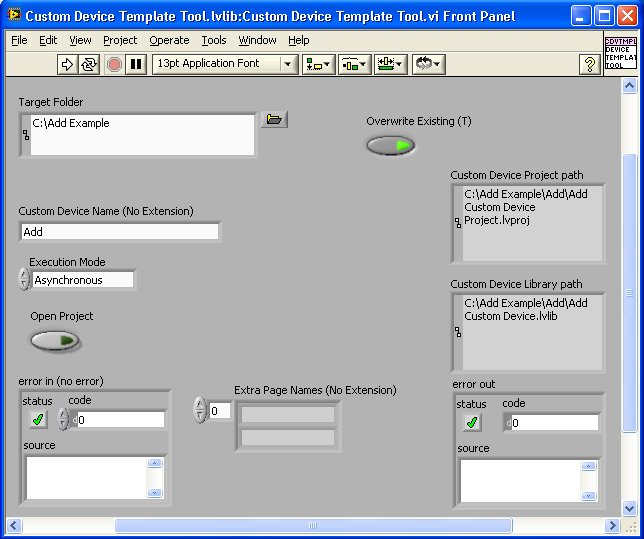 Custom Device Template Tool.lvlib:Custom Device Template Tool.vi Front Panel
File Edit View Project Operate Tools Window Help
13pt Application Font
?
DEVICE
TEMPLAT
TOOL
Target Folder
C:\Add Example
Overwrite Existing (T)
Custom Device Project path
C:\Add Example\Add\Add
Custom Device
Project.lvproj
Custom Device Name (No Extension)
Add
Execution Mode
Asynchronous
Custom Device Library path
C:\Add Example\Add\Add
Custom Device.lvlib
Open Project
error in (no error)
status code
0
source
Extra Page Names (No Extension)
0
error out
status code
0
source